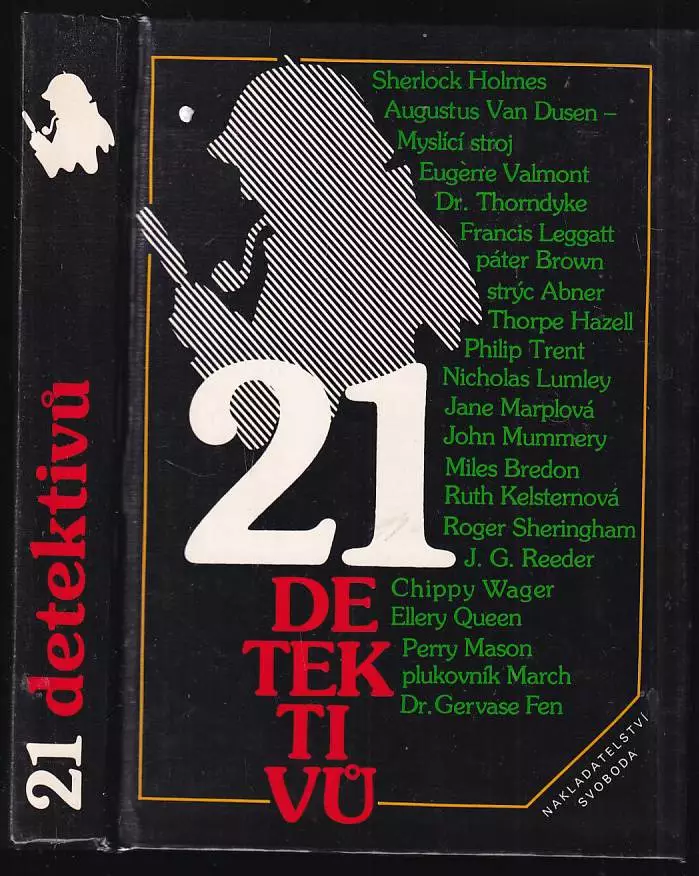 21 detektivů
Sherlock Holmes
Augustus Van Dusen –
Myslící stroj
Eugène Valmont
Dr. Thorndyke
Francis Leggatt
páter Brown
strýc Abner
Thorpe Hazell
Philip Trent
Nicholas Lumley
Jane Marplová
John Mummery
Miles Bredon
Ruth Kelsternová
Roger Sheringham
J. G. Reeder
Chippy Wager
Ellery Queen
Perry Mason
plukovník March
Dr. Gervase Fen
21
DE
TEK
TI
VŮ
NAKLADATELSTVÍ
SVOBODA